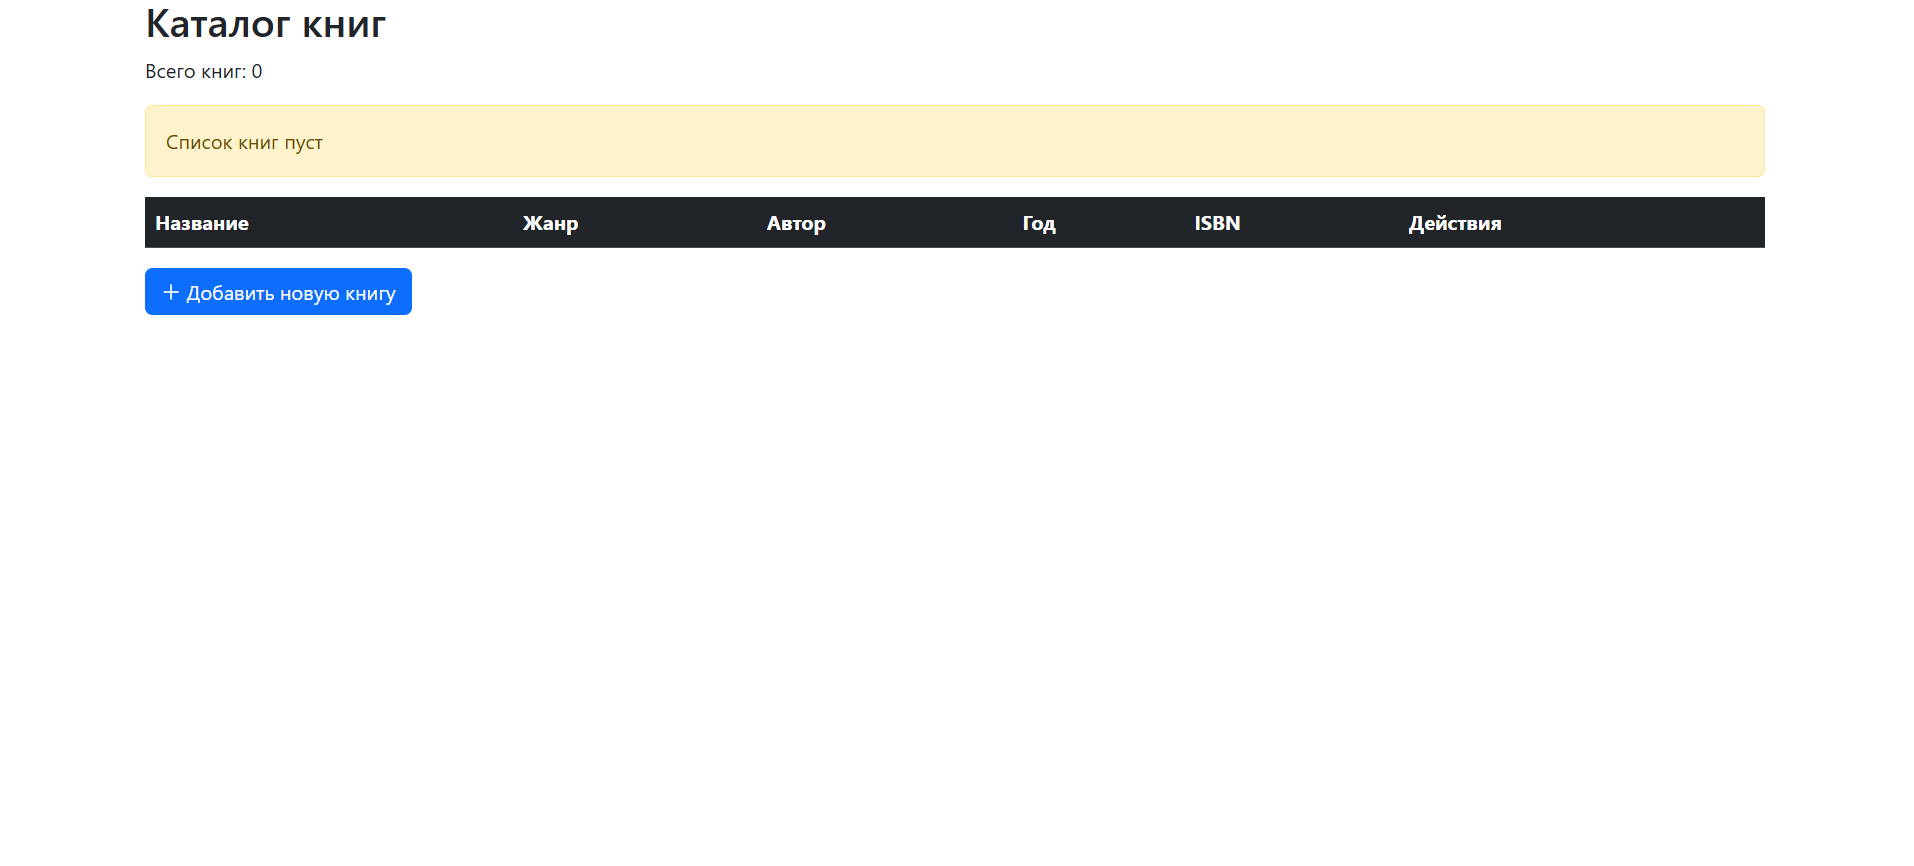 Каталог книг
Всего книг: 0
Список книг пуст
Название Жанр Автор Год ISBN Действия
+ Добавить новую книгу